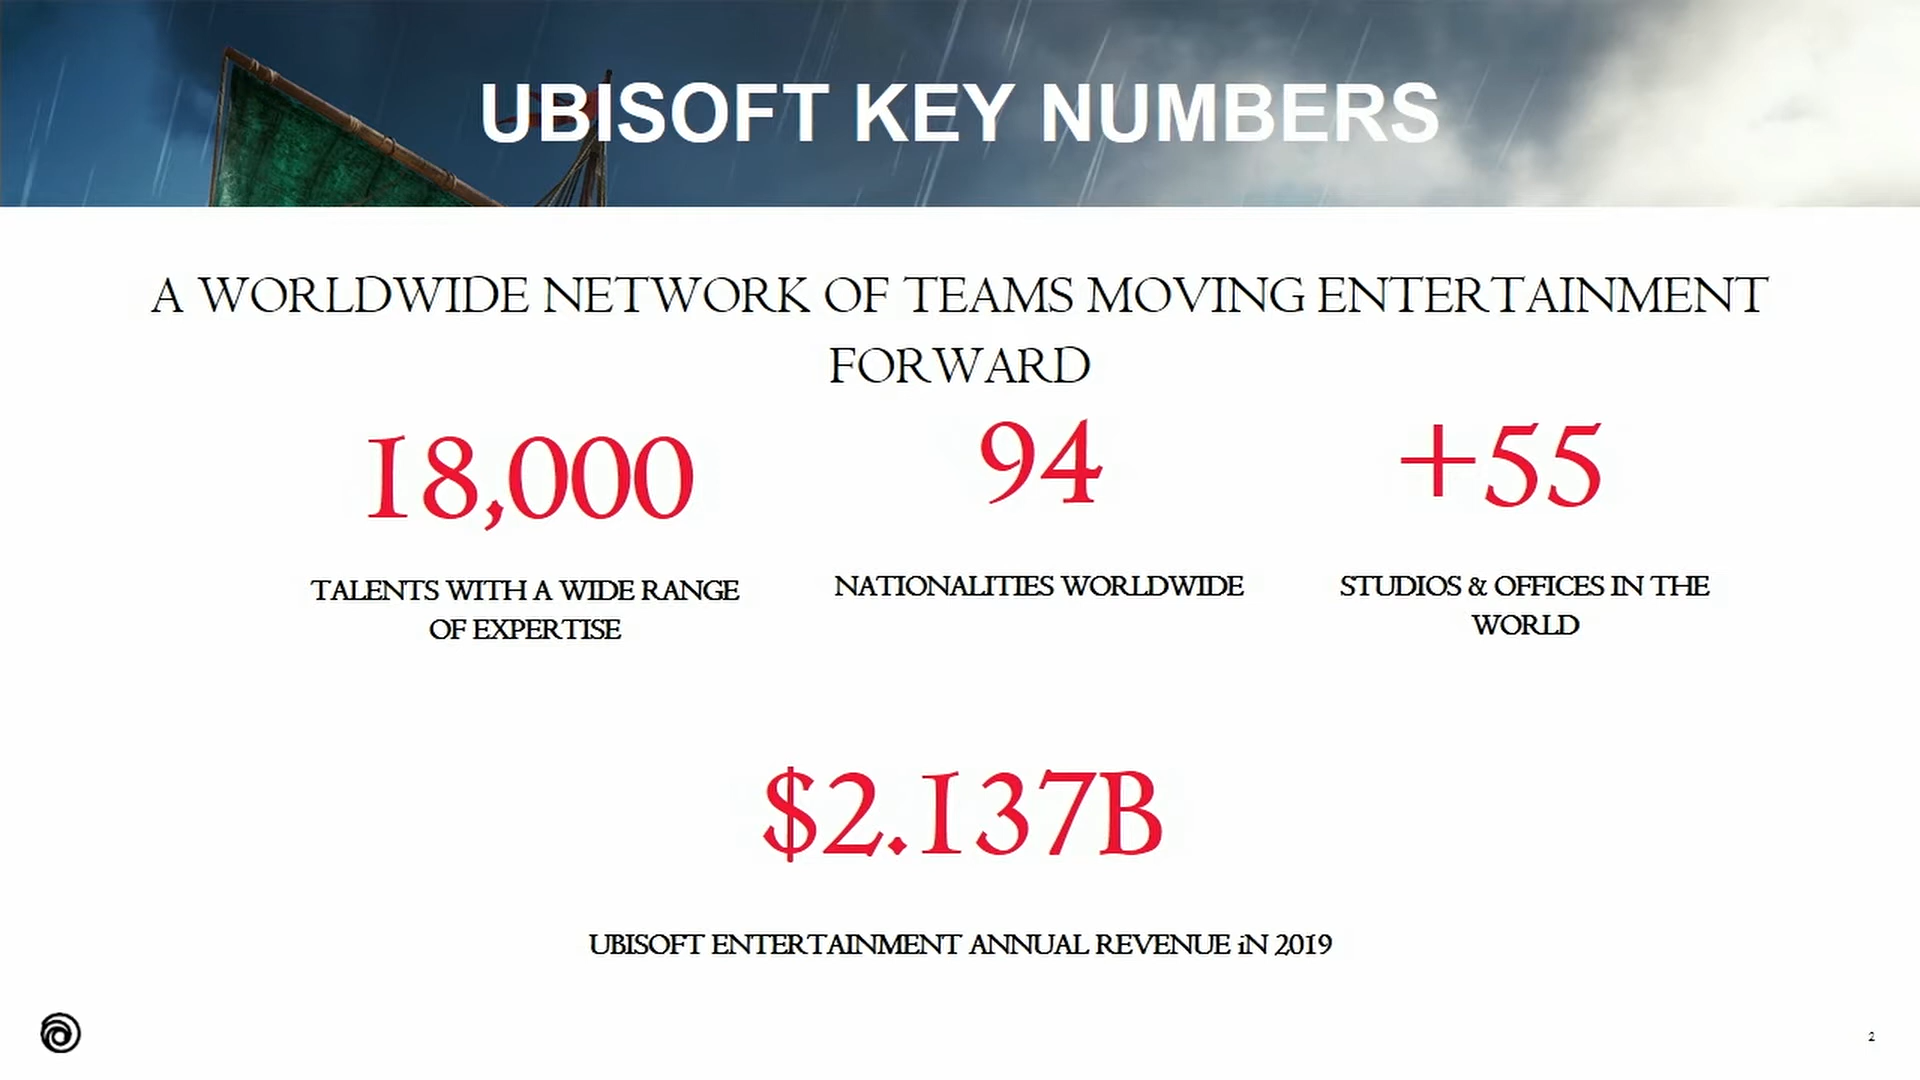 UBISOFT KEY NUMBERS
A WORLDWIDE NETWORK OF TEAMS MOVING ENTERTAINMENT
FORWARD
18,000
TALENTS WITH A WIDE RANGE
OF EXPERTISE
94
NATIONALITIES WORLDWIDE
+55
STUDIOS & OFFICES IN THE
WORLD
$2.137B
UBISOFT ENTERTAINMENT ANNUAL REVENUE iN 2019
2